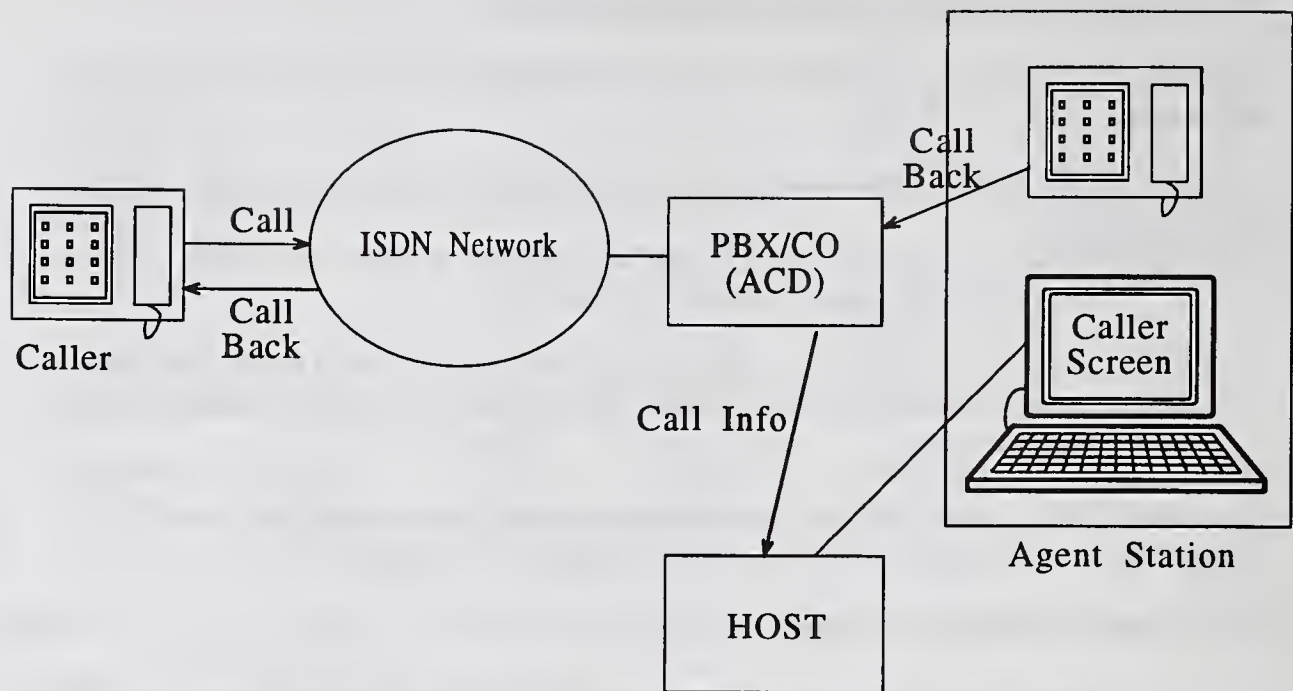 Call
Back
Call
ISDN Network
PBX/CO
(ACD)
Call
Back
Caller
Caller
Screen
Call Info
Agent Station
HOST